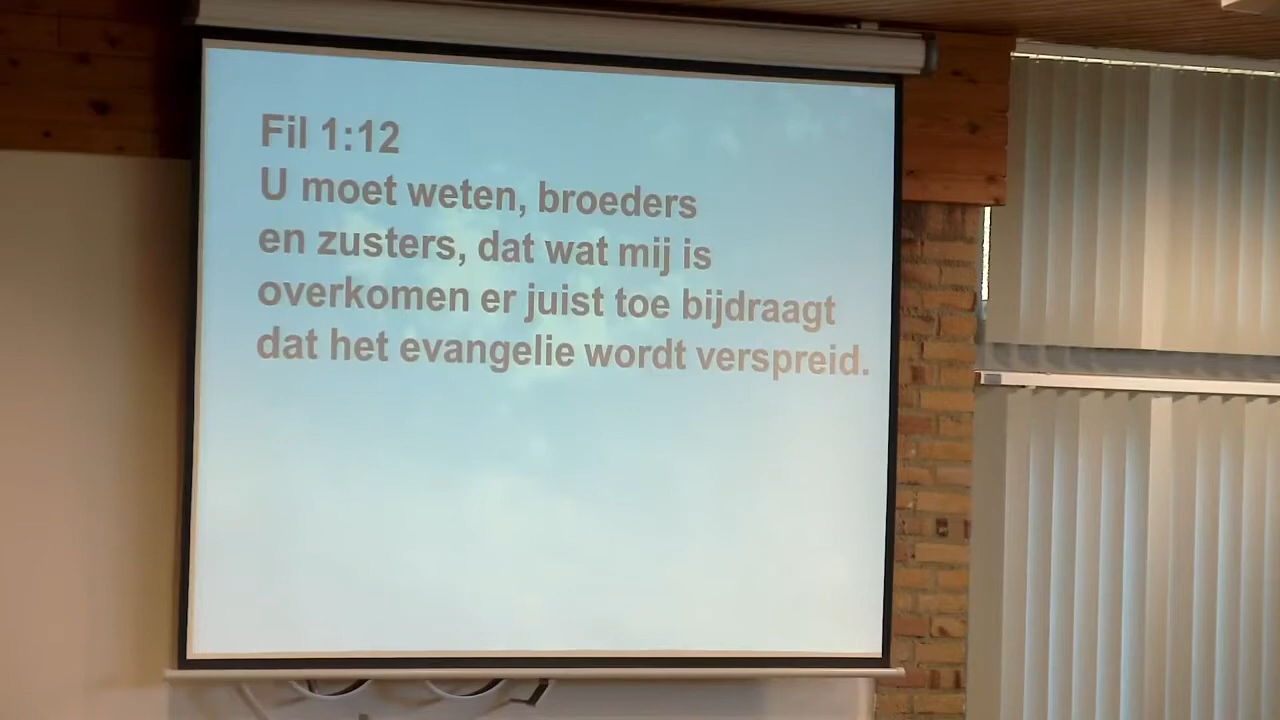 Fil 1:12
U moet weten, broeders
en zusters, dat wat mij is
overkomen er juist toe bijdraagt
dat het evangelie wordt verspreid.